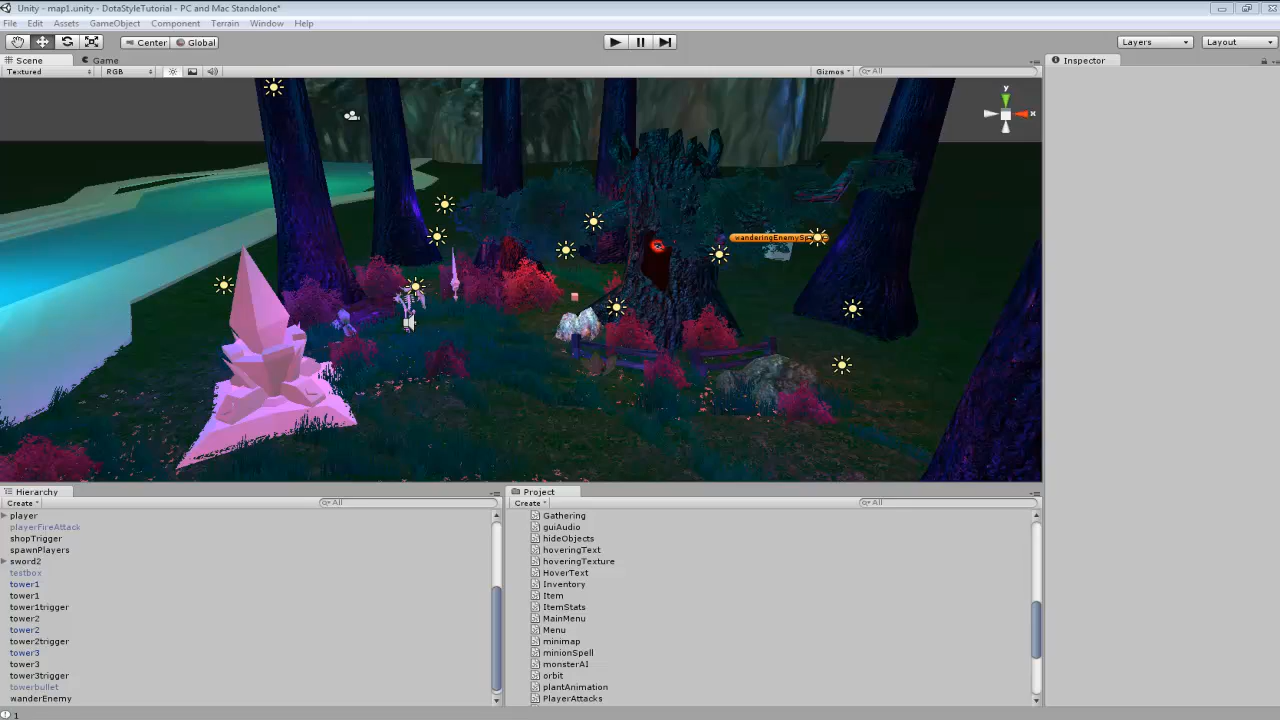 Unity - map1.unity - DotaStyleTutorial - PC and Mac Standalone*
File Edit Assets GameObject Component Terrain Window Help
Center Global Layers Layout
Scene Game Inspector
Textured RGB Gizmos All
y
x
Hierarchy Project
Create All Create All
player
playerFireAttack
shopTrigger
spawnPlayers
sword2
testbox
tower1
tower1
tower1trigger
tower2
tower2
tower2trigger
tower3
tower3
tower3trigger
towerbullet
wanderEnemy
Gathering
guiAudio
hideObjects
hoveringText
hoveringTexture
HoverText
Inventory
Item
ItemStats
MainMenu
Menu
minimap
minionSpell
monsterAI
orbit
plantAnimation
PlayerAttacks
1